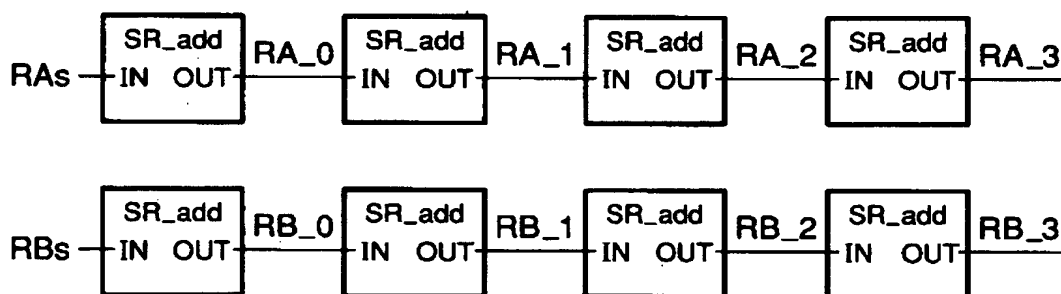 SR_add SR_add SR_add SR_add
RAs IN OUT RA_0 IN OUT RA_1 IN OUT RA_2 IN OUT RA_3
SR_add SR_add SR_add SR_add
RBs IN OUT RB_0 IN OUT RB_1 IN OUT RB_2 IN OUT RB_3